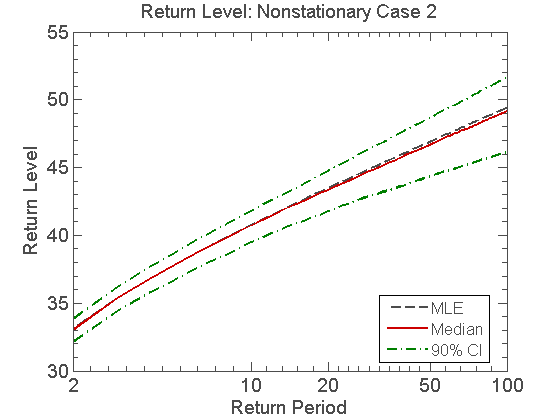 Return Level: Nonstationary Case 2
Return Level
55
50
45
40
35
30
2
10
20
50
100
Return Period
MLE
Median
90% CI